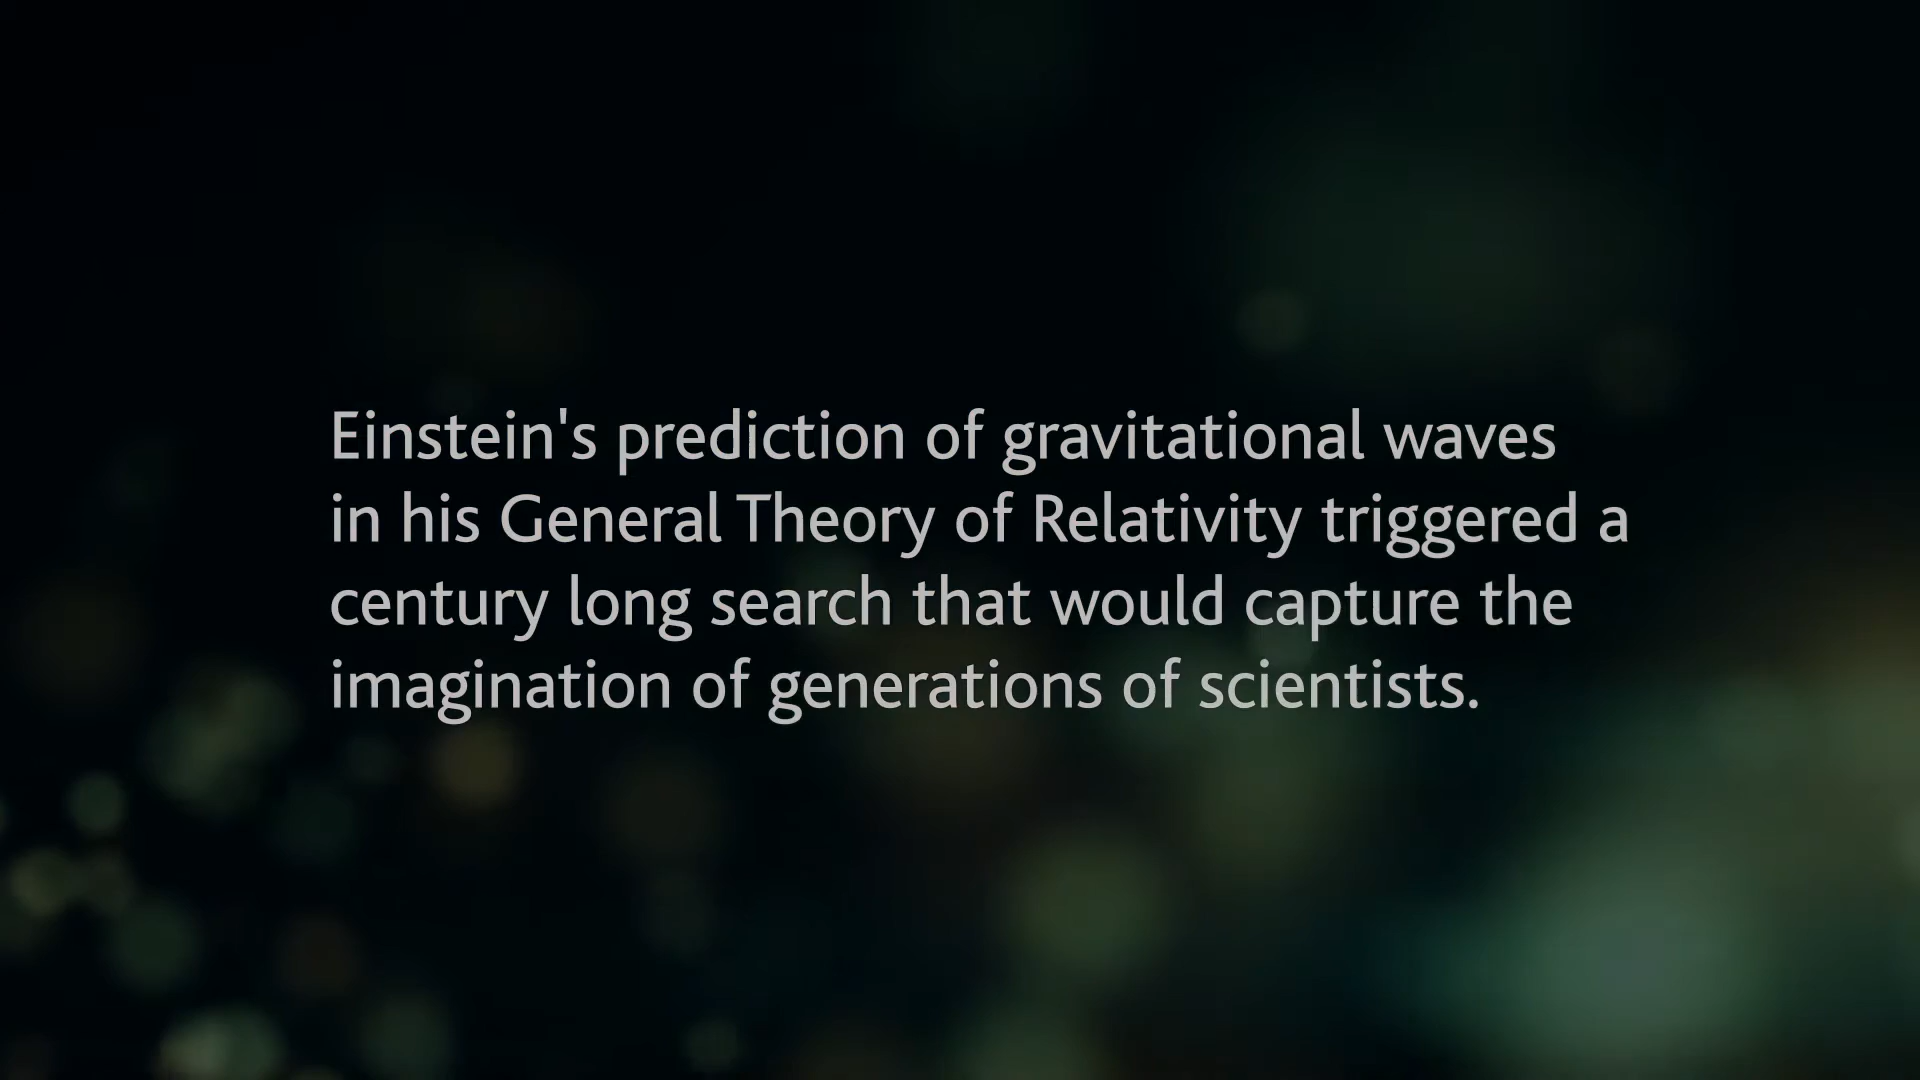 Einstein's prediction of gravitational waves
in his General Theory of Relativity triggered a
century long search that would capture the
imagination of generations of scientists.